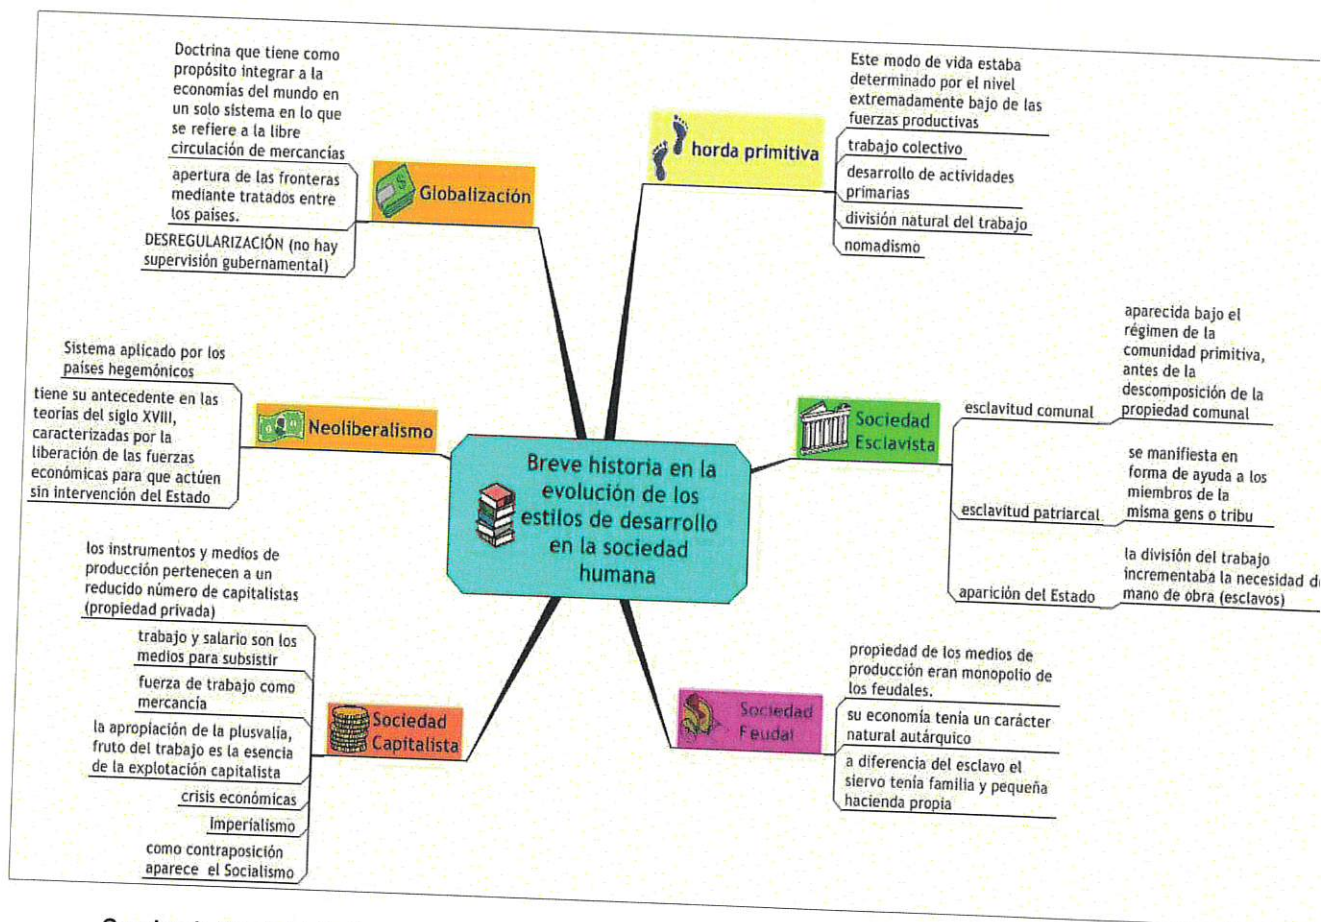 Breve historia en la
evolución de los
estilos de desarrollo
en la sociedad
humana
horda primitiva
Este modo de vida estaba
determinado por el nivel
extremadamente bajo de las
fuerzas productivas
trabajo colectivo
desarrollo de actividades
primarias
división natural del trabajo
nomadismo
Sociedad
Esclavista
esclavitud comunal
aparecida bajo el
régimen de la
comunidad primitiva,
antes de la
descomposición de la
propiedad comunal
esclavitud patriarcal
se manifiesta en
forma de ayuda a los
miembros de la
misma gens o tribu
aparición del Estado
la división del trabajo
incrementaba la necesidad de
mano de obra (esclavos)
Sociedad
Feudal
propiedad de los medios de
producción eran monopolio de
los feudales.
su economía tenía un carácter
natural autárquico
a diferencia del esclavo el
siervo tenía familia y pequeña
hacienda propia
Sociedad
Capitalista
los instrumentos y medios de
producción pertenecen a un
reducido número de capitalistas
(propiedad privada)
trabajo y salario son los
medios para subsistir
fuerza de trabajo como
mercancía
la apropiación de la plusvalía,
fruto del trabajo es la esencia
de la explotación capitalista
crisis económicas
Imperialismo
como contraposición
aparece el Socialismo
Neoliberalismo
Sistema aplicado por los
países hegemónicos
tiene su antecedente en las
teorías del siglo XVIII,
caracterizadas por la
liberación de las fuerzas
económicas para que actúen
sin intervención del Estado
Globalización
Doctrina que tiene como
propósito integrar a la
economías del mundo en
un solo sistema en lo que
se refiere a la libre
circulación de mercancías
apertura de las fronteras
mediante tratados entre
los países.
DESREGULARIZACIÓN (no hay
supervisión gubernamental)